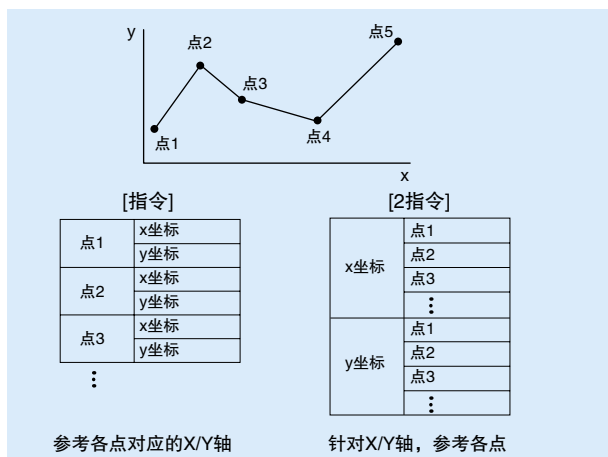 y
点5
点2
点3
点4
点1
x
[指令]
点1
x坐标
y坐标
点2
x坐标
y坐标
点3
x坐标
y坐标
⋮
参考各点对应的X/Y轴
[2指令]
x坐标
点1
点2
点3
⋮
y坐标
点1
点2
点3
⋮
针对X/Y轴，参考各点